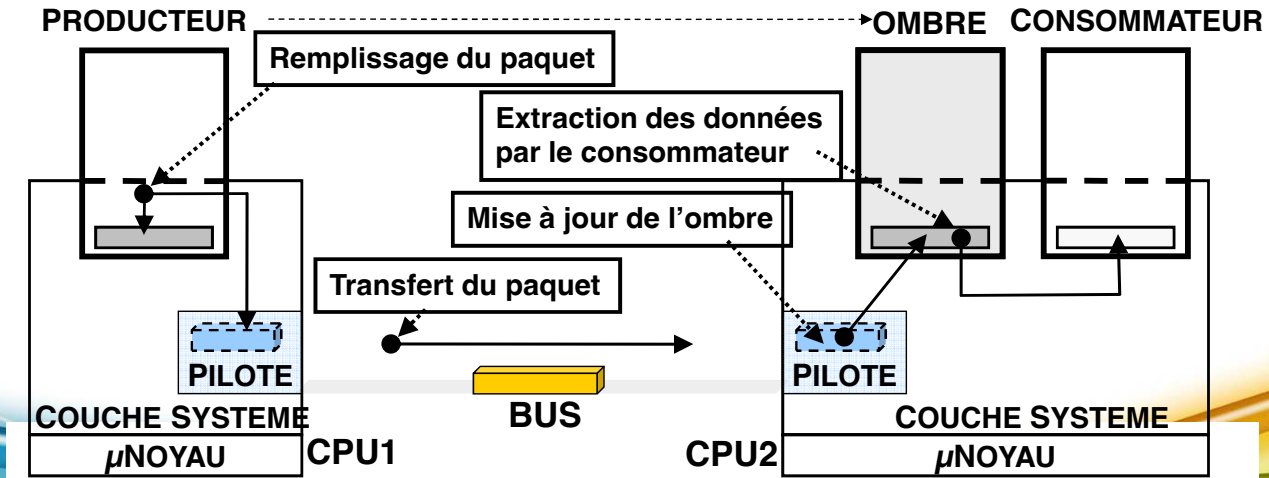 PRODUCTEUR
OMBRE
CONSOMMATEUR
Remplissage du paquet
Extraction des données
par le consommateur
Mise à jour de l’ombre
Transfert du paquet
PILOTE
PILOTE
BUS
COUCHE SYSTEME
COUCHE SYSTEME
µNOYAU
CPU1
CPU2
µNOYAU